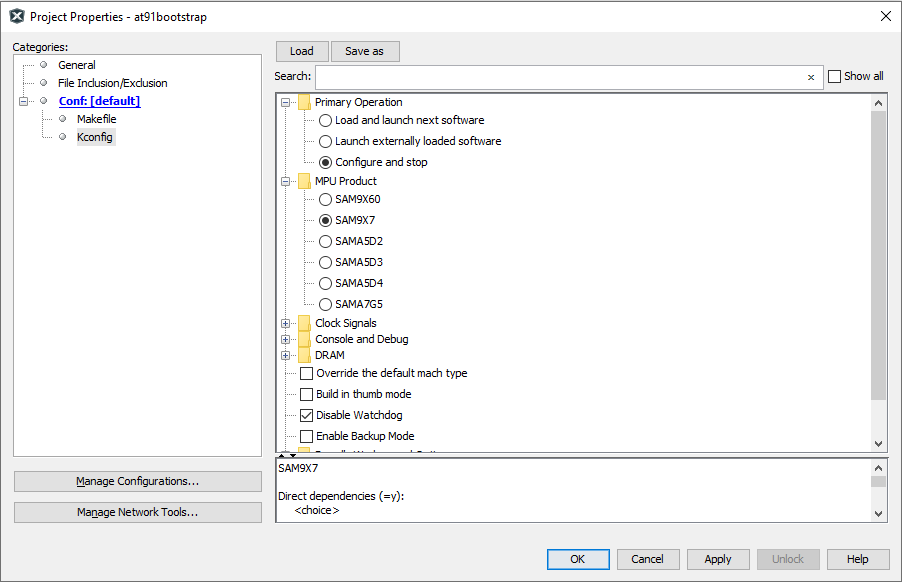 Project Properties - at91bootstrap
Categories:
General
File Inclusion/Exclusion
Conf: [default]
Makefile
Kconfig
Manage Configurations...
Manage Network Tools...
Load Save as
Search: Show all
Primary Operation
Load and launch next software
Launch externally loaded software
Configure and stop
MPU Product
SAM9X60
SAM9X7
SAMA5D2
SAMA5D3
SAMA5D4
SAMA7G5
Clock Signals
Console and Debug
DRAM
Override the default mach type
Build in thumb mode
Disable Watchdog
Enable Backup Mode
SAM9X7
Direct dependencies (=y):
<choice>
OK Cancel Apply Unlock Help